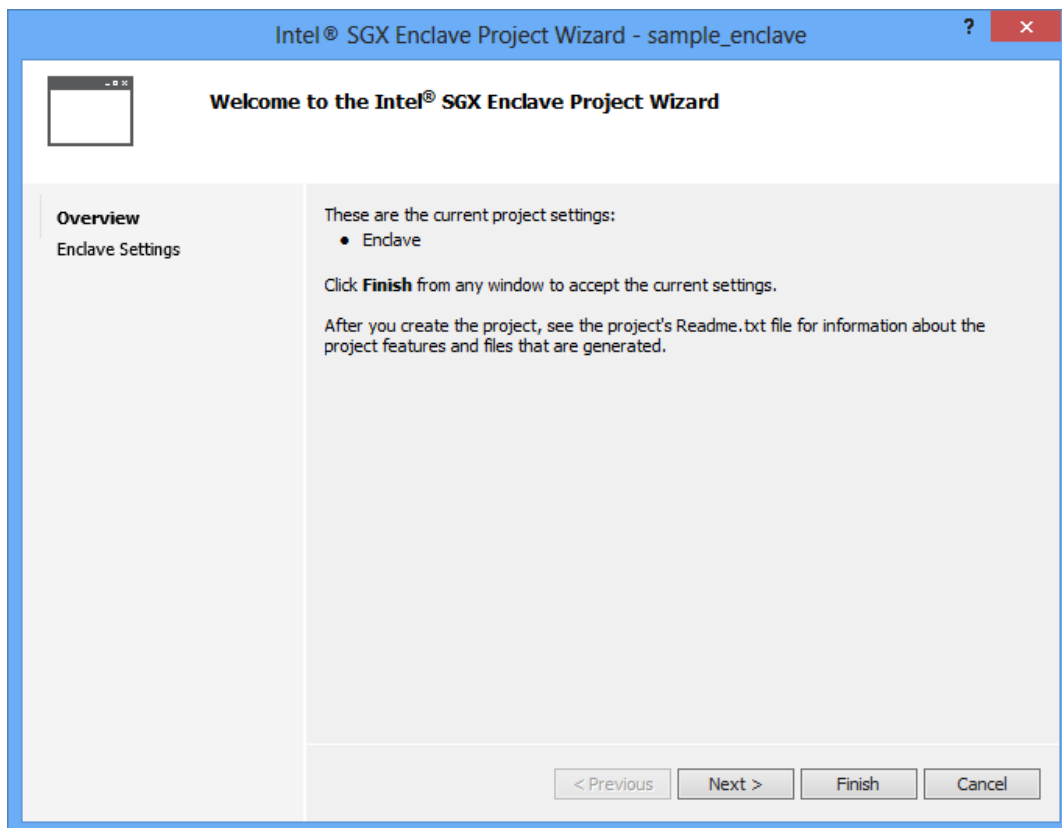 Intel® SGX Enclave Project Wizard - sample_enclave
?
Welcome to the Intel® SGX Enclave Project Wizard
Overview
Enclave Settings
These are the current project settings:
● Enclave
Click Finish from any window to accept the current settings.
After you create the project, see the project's Readme.txt file for information about the
project features and files that are generated.
< Previous
Next >
Finish
Cancel